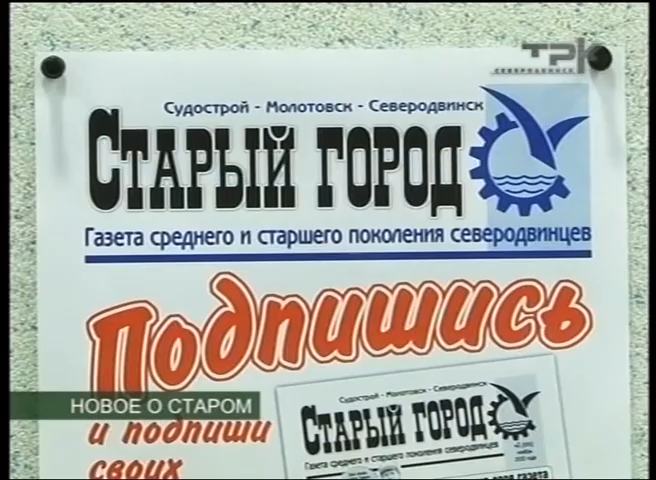 ТРК
СЕВЕРОДВИНСК
Судострой - Молотовск - Северодвинск
СТАРЫЙ ГОРОД
Газета среднего и старшего поколения северодвинцев
Подпишись
НОВОЕ О СТАРОМ
и подпиши
своих
Судострой - Молотовск - Северодвинск
СТАРЫЙ ГОРОД
Газета среднего и старшего поколения северодвинцев
газета